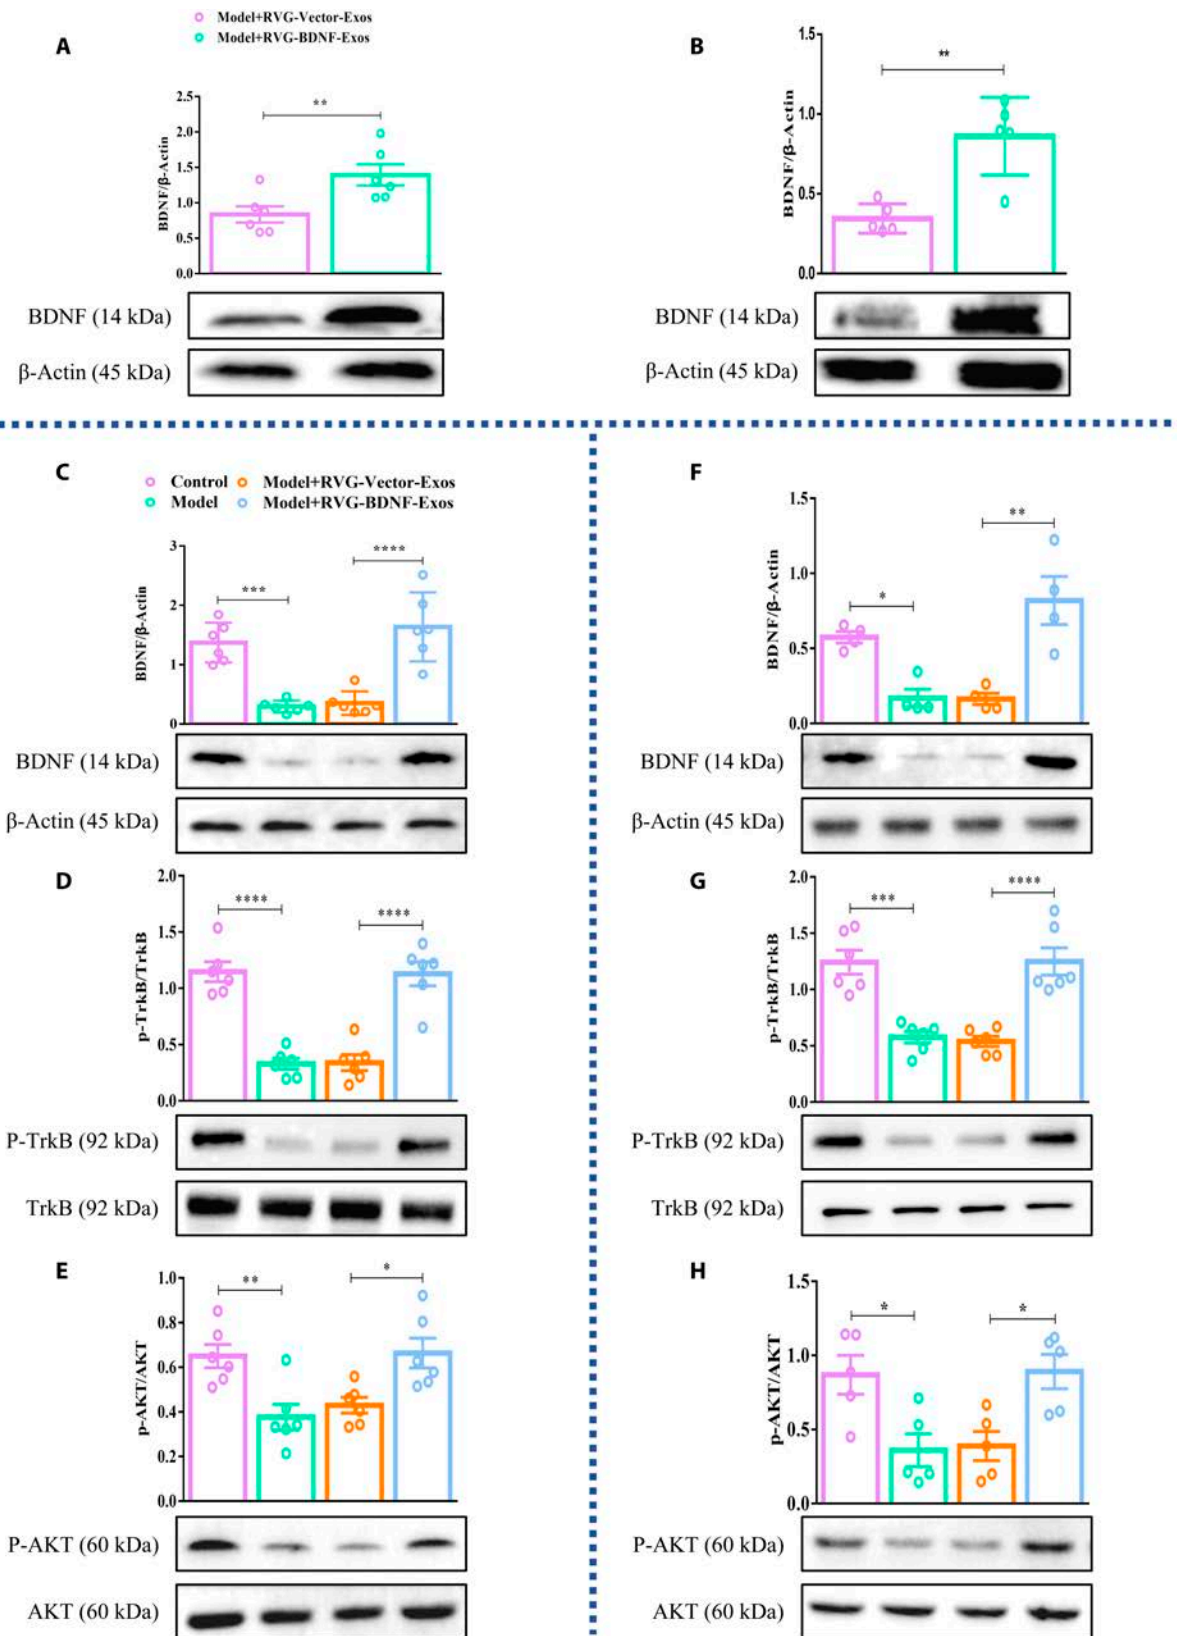 A
Model+RVG-Vector-Exos
Model+RVG-BDNF-Exos
BDNF/β-Actin
2.5
2.0
1.5
1.0
0.5
0.0
**
BDNF (14 kDa)
β-Actin (45 kDa)
B
BDNF/β-Actin
1.5
1.0
0.5
0.0
**
BDNF (14 kDa)
β-Actin (45 kDa)
C
Control
Model+RVG-Vector-Exos
Model
Model+RVG-BDNF-Exos
BDNF/β-Actin
3
2
1
0
***
****
BDNF (14 kDa)
β-Actin (45 kDa)
D
p-TrkB/TrkB
1.5
1.0
0.5
0.0
****
****
P-TrkB (92 kDa)
TrkB (92 kDa)
E
p-AKT/AKT
1.0
0.8
0.6
0.4
0.2
0.0
**
*
P-AKT (60 kDa)
AKT (60 kDa)
F
BDNF/β-Actin
1.5
1.0
0.5
0.0
*
**
BDNF (14 kDa)
β-Actin (45 kDa)
G
p-TrkB/TrkB
2.0
1.5
1.0
0.5
0.0
***
****
P-TrkB (92 kDa)
TrkB (92 kDa)
H
p-AKT/AKT
1.5
1.0
0.5
0.0
*
*
P-AKT (60 kDa)
AKT (60 kDa)